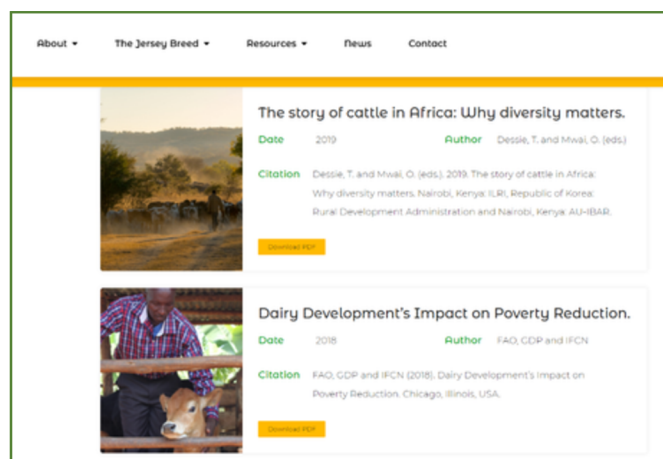 About The Jersey Breed Resources News Contact
The story of cattle in Africa: Why diversity matters.
Date 2019 Author Dessie, T. and Mwai, O. (eds.)
Citation Dessie, T. and Mwai, O. (eds.). 2019. The story of cattle in Africa:
Why diversity matters. Nairobi, Kenya: ILRI, Republic of Korea:
Rural Development Administration and Nairobi, Kenya: AU-IBAR.
Download PDF
Dairy Development's Impact on Poverty Reduction.
Date 2018 Author FAO, GDP and IFCN
Citation FAO, GDP and IFCN (2018). Dairy Development's Impact on
Poverty Reduction. Chicago, Illinois, USA.
Download PDF